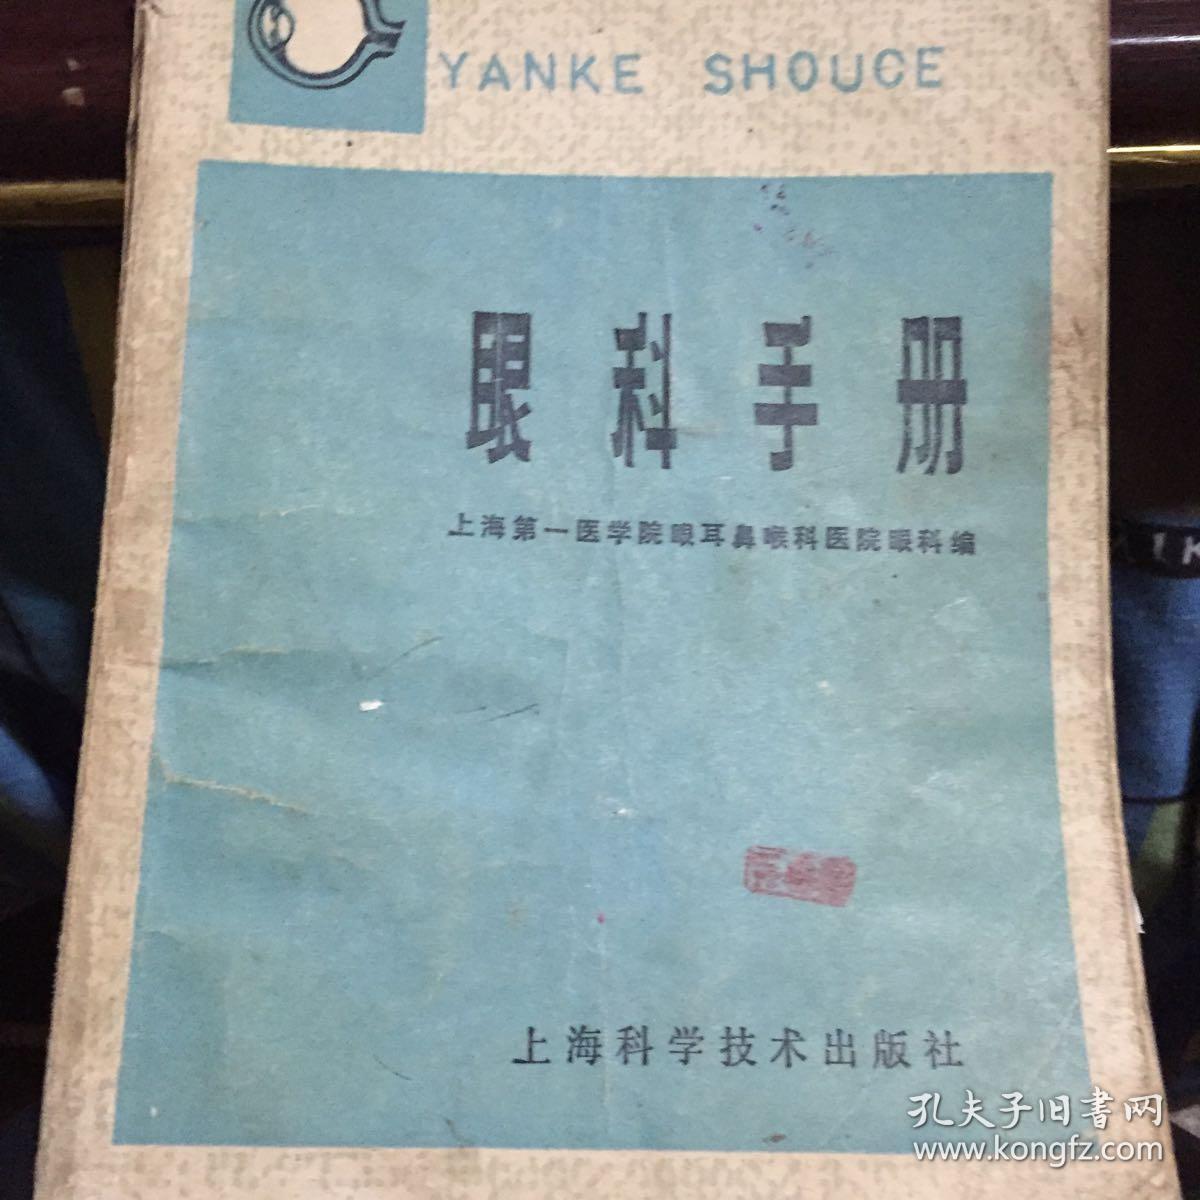 YANKE SHOUCE
眼科手册
上海第一医学院眼耳鼻喉科医院眼科编
上海科学技术出版社
孔夫子旧书网
www.kongfz.com